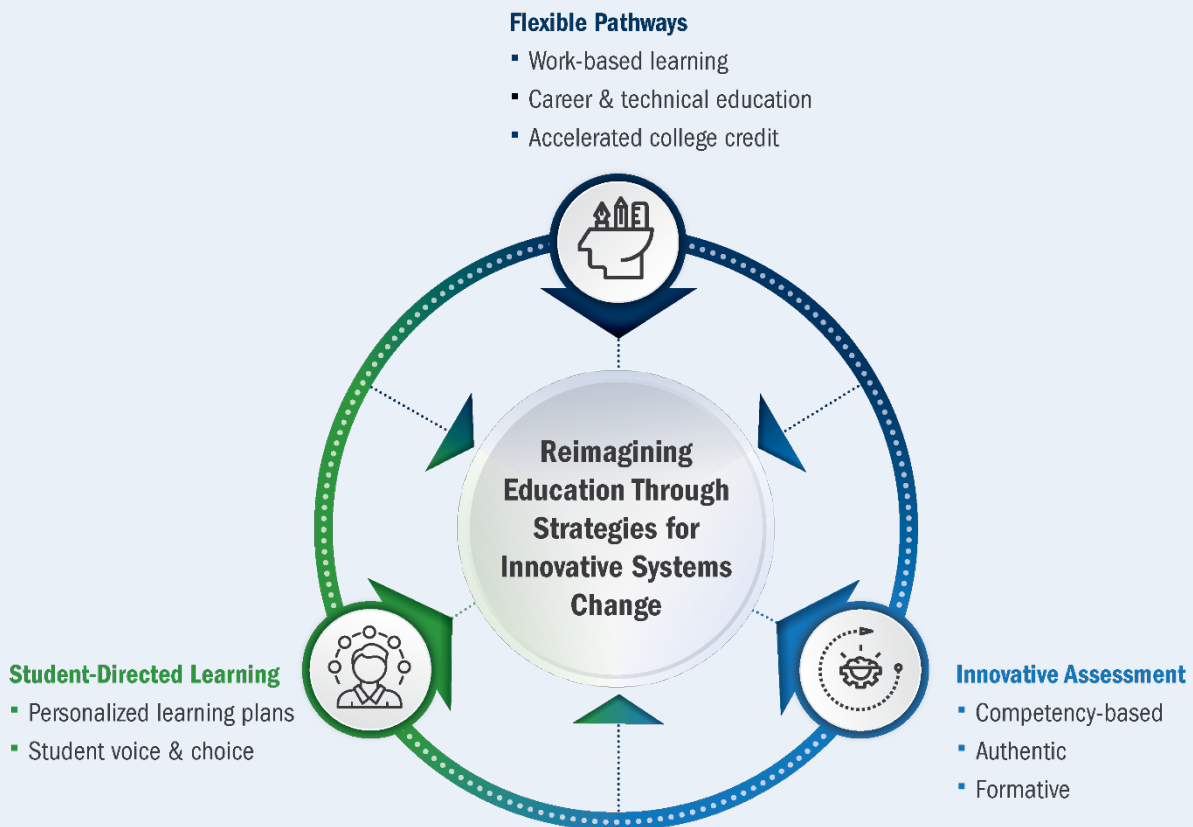 Flexible Pathways
▪ Work-based learning
▪ Career & technical education
▪ Accelerated college credit
Reimagining
Education Through
Strategies for
Innovative Systems
Change
Student-Directed Learning
▪ Personalized learning plans
▪ Student voice & choice
Innovative Assessment
▪ Competency-based
▪ Authentic
▪ Formative